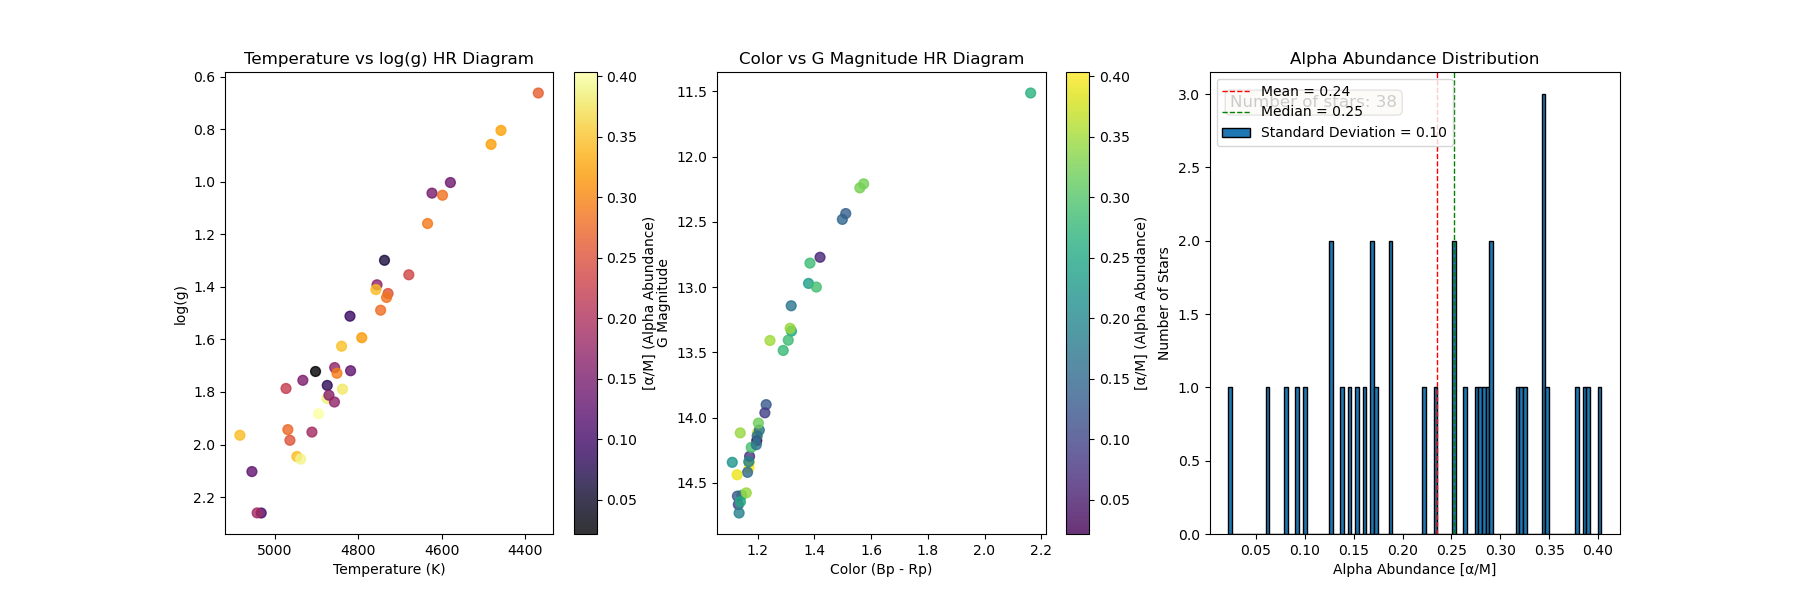 Temperature vs log(g) HR Diagram
0.6
0.8
1.0
1.2
1.4
1.6
1.8
2.0
2.2
log(g)
5000 4800 4600 4400
Temperature (K)
0.40
0.35
0.30
0.25
0.20
0.15
0.10
0.05
[α/M] (Alpha Abundance)
Color vs G Magnitude HR Diagram
11.5
12.0
12.5
13.0
13.5
14.0
14.5
G Magnitude
1.2 1.4 1.6 1.8 2.0 2.2
Color (Bp - Rp)
0.40
0.35
0.30
0.25
0.20
0.15
0.10
0.05
[α/M] (Alpha Abundance)
Alpha Abundance Distribution
Mean = 0.24
Number of stars: 38
Median = 0.25
Standard Deviation = 0.10
3.0
2.5
2.0
1.5
1.0
0.5
0.0
Number of Stars
0.05 0.10 0.15 0.20 0.25 0.30 0.35 0.40
Alpha Abundance [α/M]